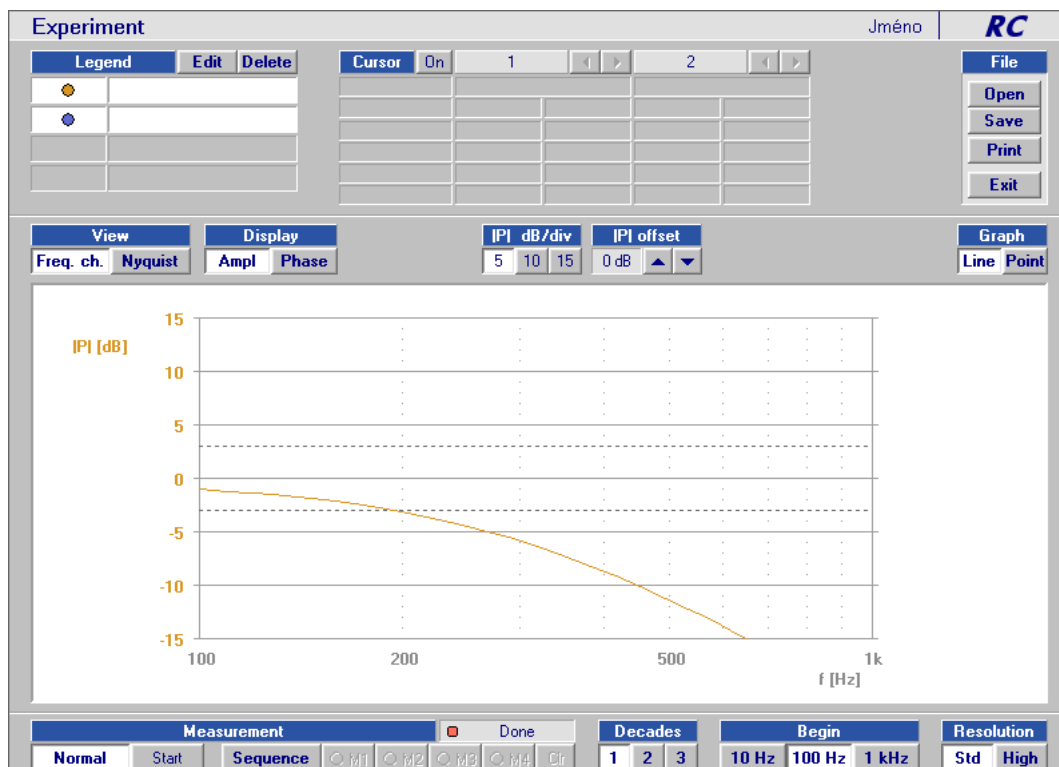 Experiment Jméno RC
Legend Edit Delete Cursor On 1 2 File
Open
Save
Print
Exit
View Display |P| dB/div |P| offset Graph
Freq. ch. Nyquist Ampl Phase 5 10 15 0 dB Line Point
15
|P| [dB]
10
5
0
-5
-10
-15
100 200 500 1k
f [Hz]
Measurement Done Decades Begin Resolution
Normal Start Sequence M1 M2 M3 M4 Clr 1 2 3 10 Hz 100 Hz 1 kHz Std High